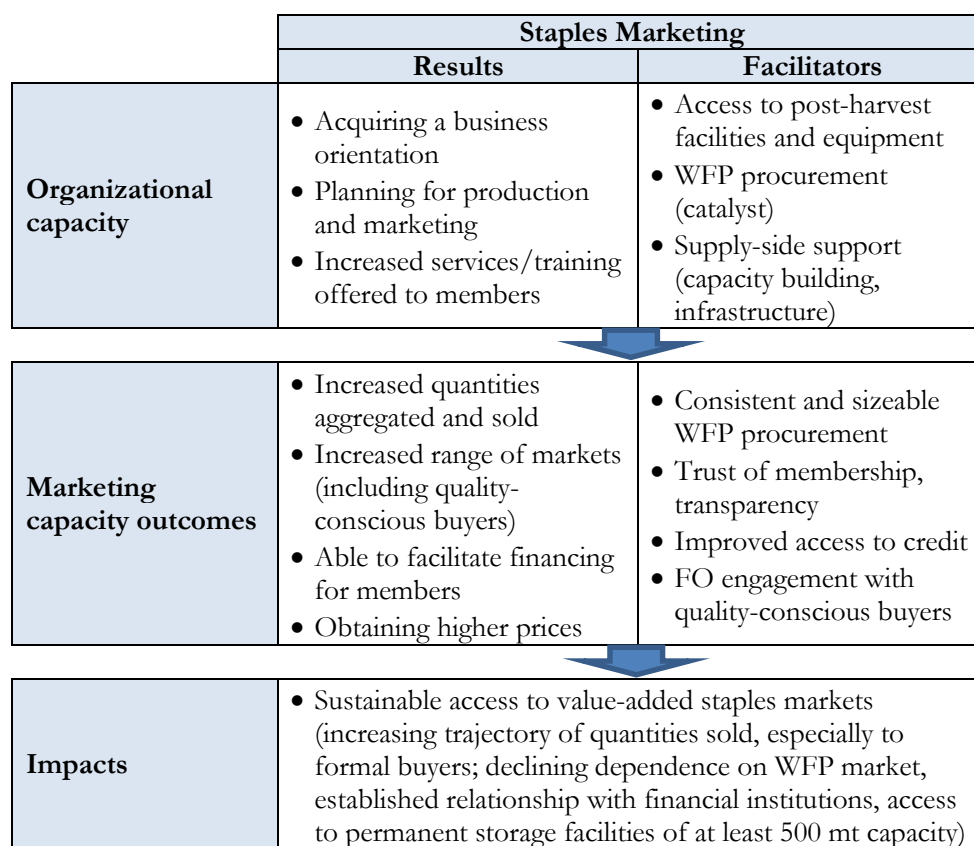 Staples Marketing
Results
Facilitators
Organizational
capacity
• Acquiring a business
orientation
• Planning for production
and marketing
• Increased services/training
offered to members
• Access to post-harvest
facilities and equipment
• WFP procurement
(catalyst)
• Supply-side support
(capacity building,
infrastructure)
Marketing
capacity outcomes
• Increased quantities
aggregated and sold
• Increased range of markets
(including quality-
conscious buyers)
• Able to facilitate financing
for members
• Obtaining higher prices
• Consistent and sizeable
WFP procurement
• Trust of membership,
transparency
• Improved access to credit
• FO engagement with
quality-conscious buyers
Impacts
• Sustainable access to value-added staples markets
(increasing trajectory of quantities sold, especially to
formal buyers; declining dependence on WFP market,
established relationship with financial institutions, access
to permanent storage facilities of at least 500 mt capacity)